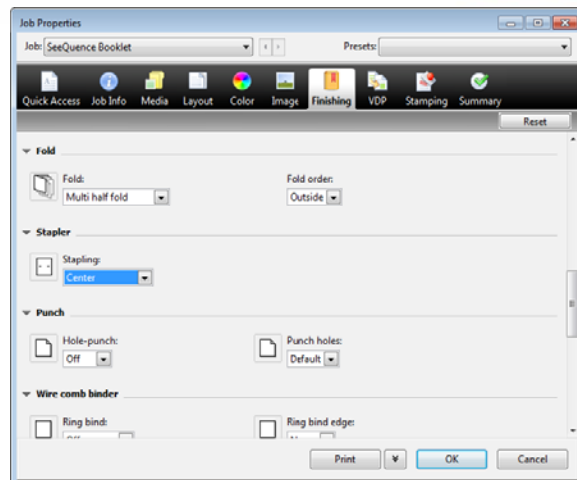 Job Properties
Job: SeeQuence Booklet Presets:
Quick Access Job Info Media Layout Color Image Finishing VDP Stamping Summary
Reset
Fold
Fold: Fold order:
Multi half fold Outside
Stapler
Stapling:
Center
Punch
Hole-punch: Punch holes:
Off Default
Wire comb binder
Ring bind: Ring bind edge:
Print OK Cancel